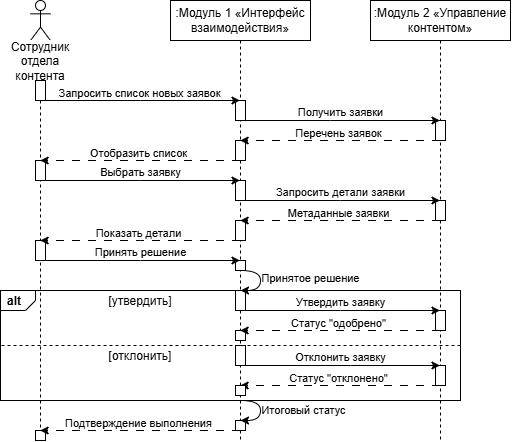 :Модуль 1 «Интерфейс
взаимодействия»
:Модуль 2 «Управление
контентом»
Сотрудник
отдела
контента
Запросить список новых заявок
Получить заявки
Перечень заявок
Отобразить список
Выбрать заявку
Запросить детали заявки
Метаданные заявки
Показать детали
Принять решение
Принятое решение
alt
[утвердить]
Утвердить заявку
Статус "одобрено"
[отклонить]
Отклонить заявку
Статус "отклонено"
Итоговый статус
Подтверждение выполнения